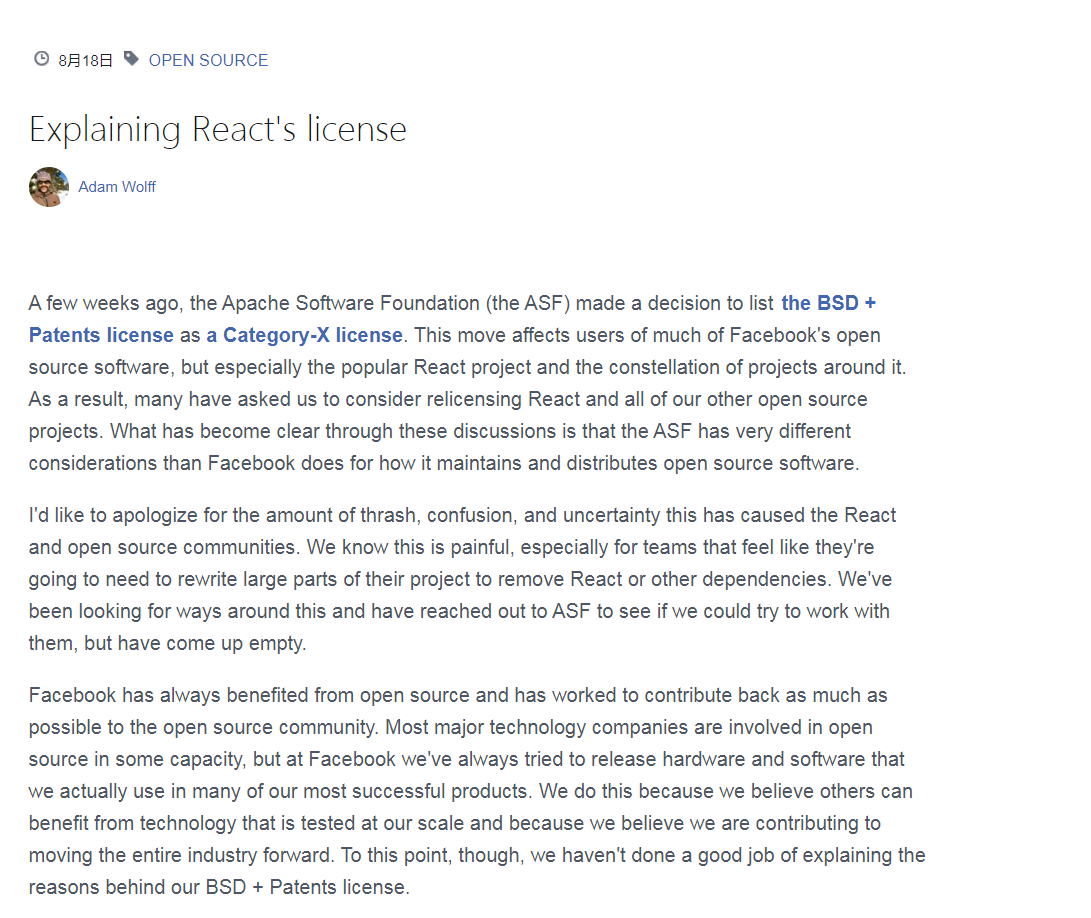 8月18日 OPEN SOURCE
Explaining React's license
Adam Wolff
A few weeks ago, the Apache Software Foundation (the ASF) made a decision to list the BSD +
Patents license as a Category-X license. This move affects users of much of Facebook's open
source software, but especially the popular React project and the constellation of projects around it.
As a result, many have asked us to consider relicensing React and all of our other open source
projects. What has become clear through these discussions is that the ASF has very different
considerations than Facebook does for how it maintains and distributes open source software.
I'd like to apologize for the amount of thrash, confusion, and uncertainty this has caused the React
and open source communities. We know this is painful, especially for teams that feel like they're
going to need to rewrite large parts of their project to remove React or other dependencies. We've
been looking for ways around this and have reached out to ASF to see if we could try to work with
them, but have come up empty.
Facebook has always benefited from open source and has worked to contribute back as much as
possible to the open source community. Most major technology companies are involved in open
source in some capacity, but at Facebook we've always tried to release hardware and software that
we actually use in many of our most successful products. We do this because we believe others can
benefit from technology that is tested at our scale and because we believe we are contributing to
moving the entire industry forward. To this point, though, we haven't done a good job of explaining the
reasons behind our BSD + Patents license.